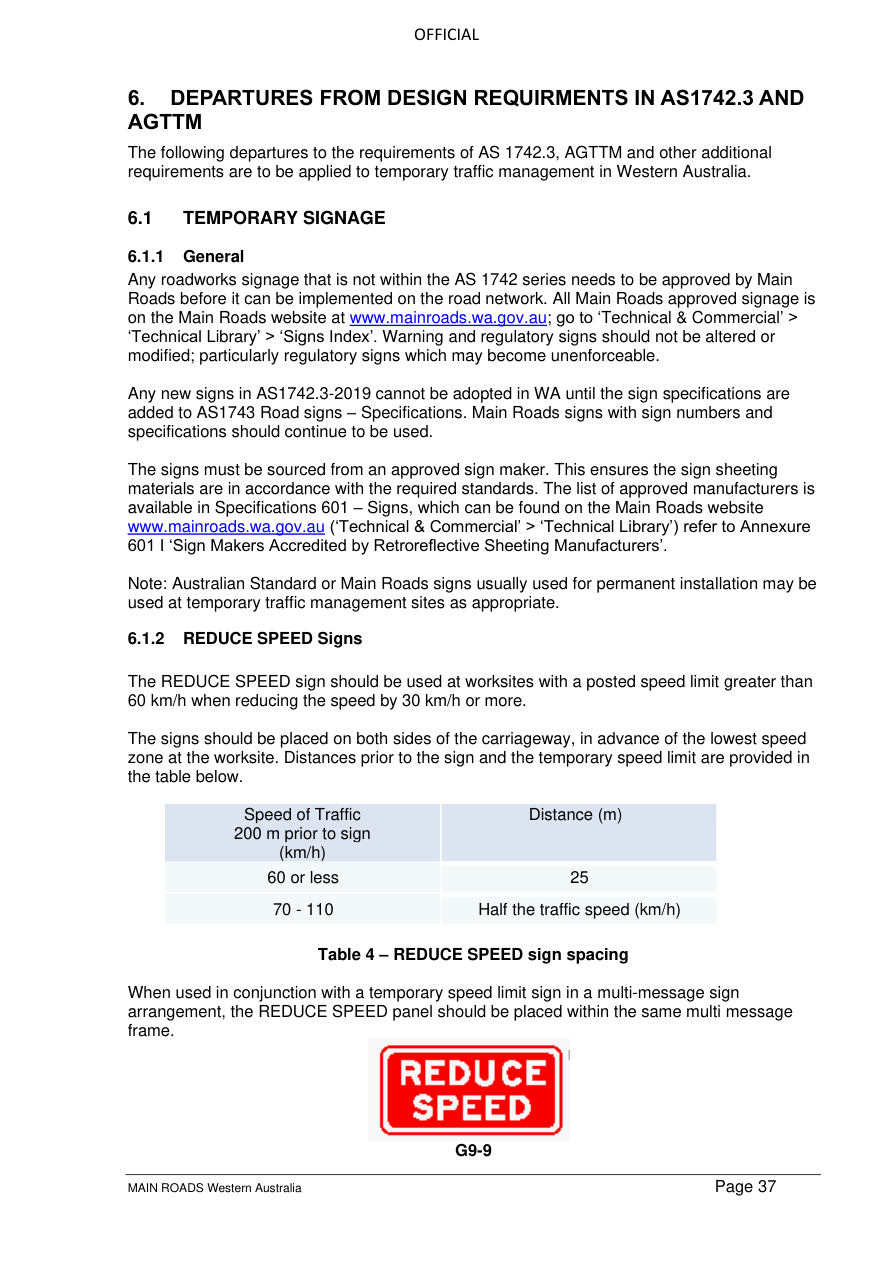 OFFICIAL
6. DEPARTURES FROM DESIGN REQUIRMENTS IN AS1742.3 AND
AGTTM
The following departures to the requirements of AS 1742.3, AGTTM and other additional
requirements are to be applied to temporary traffic management in Western Australia.
6.1 TEMPORARY SIGNAGE
6.1.1 General
Any roadworks signage that is not within the AS 1742 series needs to be approved by Main
Roads before it can be implemented on the road network. All Main Roads approved signage is
on the Main Roads website at www.mainroads.wa.gov.au; go to ‘Technical & Commercial’ >
‘Technical Library’ > ‘Signs Index’. Warning and regulatory signs should not be altered or
modified; particularly regulatory signs which may become unenforceable.
Any new signs in AS1742.3-2019 cannot be adopted in WA until the sign specifications are
added to AS1743 Road signs – Specifications. Main Roads signs with sign numbers and
specifications should continue to be used.
The signs must be sourced from an approved sign maker. This ensures the sign sheeting
materials are in accordance with the required standards. The list of approved manufacturers is
available in Specifications 601 – Signs, which can be found on the Main Roads website
www.mainroads.wa.gov.au (‘Technical & Commercial’ > ‘Technical Library’) refer to Annexure
601 I ‘Sign Makers Accredited by Retroreflective Sheeting Manufacturers’.
Note: Australian Standard or Main Roads signs usually used for permanent installation may be
used at temporary traffic management sites as appropriate.
6.1.2 REDUCE SPEED Signs
The REDUCE SPEED sign should be used at worksites with a posted speed limit greater than
60 km/h when reducing the speed by 30 km/h or more.
The signs should be placed on both sides of the carriageway, in advance of the lowest speed
zone at the worksite. Distances prior to the sign and the temporary speed limit are provided in
the table below.
Speed of Traffic
200 m prior to sign
(km/h)
Distance (m)
60 or less
25
70 - 110
Half the traffic speed (km/h)
Table 4 – REDUCE SPEED sign spacing
When used in conjunction with a temporary speed limit sign in a multi-message sign
arrangement, the REDUCE SPEED panel should be placed within the same multi message
frame.
REDUCE
SPEED
G9-9
MAIN ROADS Western Australia
Page 37